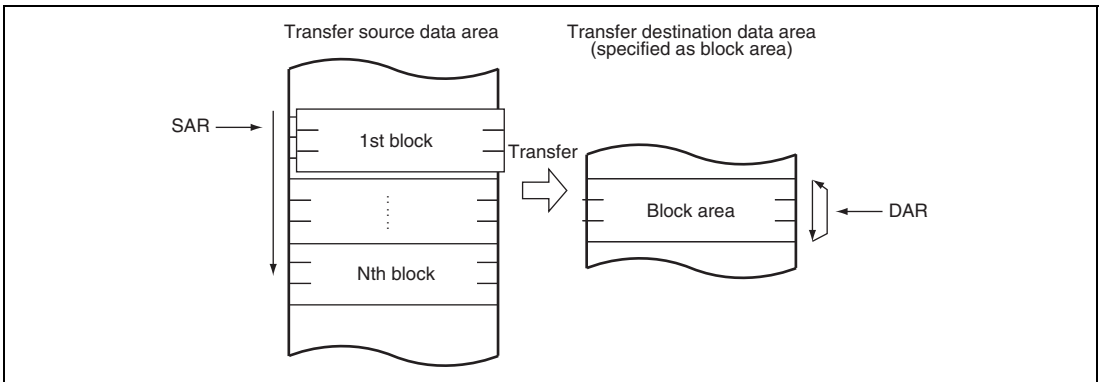 Transfer source data area
Transfer destination data area
(specified as block area)
SAR
1st block
Transfer
Block area
DAR
Nth block